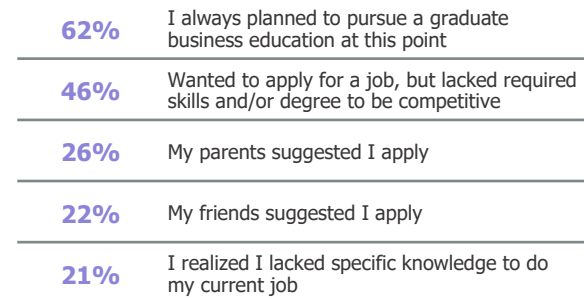 62%
I always planned to pursue a graduate
business education at this point
46%
Wanted to apply for a job, but lacked required
skills and/or degree to be competitive
26%
My parents suggested I apply
22%
My friends suggested I apply
21%
I realized I lacked specific knowledge to do
my current job